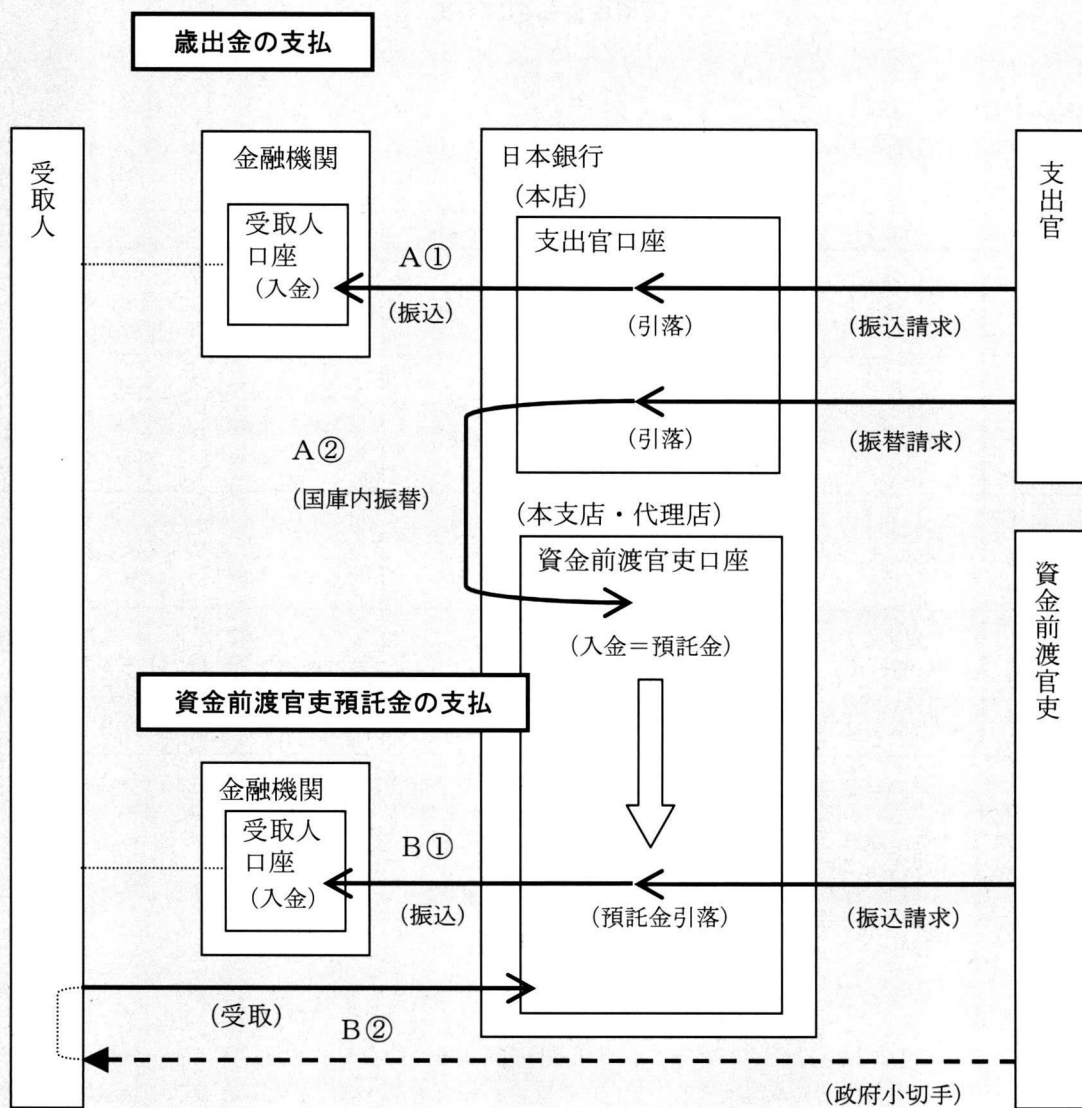 歳出金の支払
受取人
金融機関
受取人
口座
(入金)
A①
(振込)
日本銀行
(本店)
支出官口座
(引落)
(振込請求)
支出官
A②
(国庫内振替)
(引落)
(振替請求)
(本支店・代理店)
資金前渡官吏口座
(入金＝預託金)
資金前渡官吏
資金前渡官吏預託金の支払
金融機関
受取人
口座
(入金)
B①
(振込)
(預託金引落)
(振込請求)
(受取)
B②
(政府小切手)